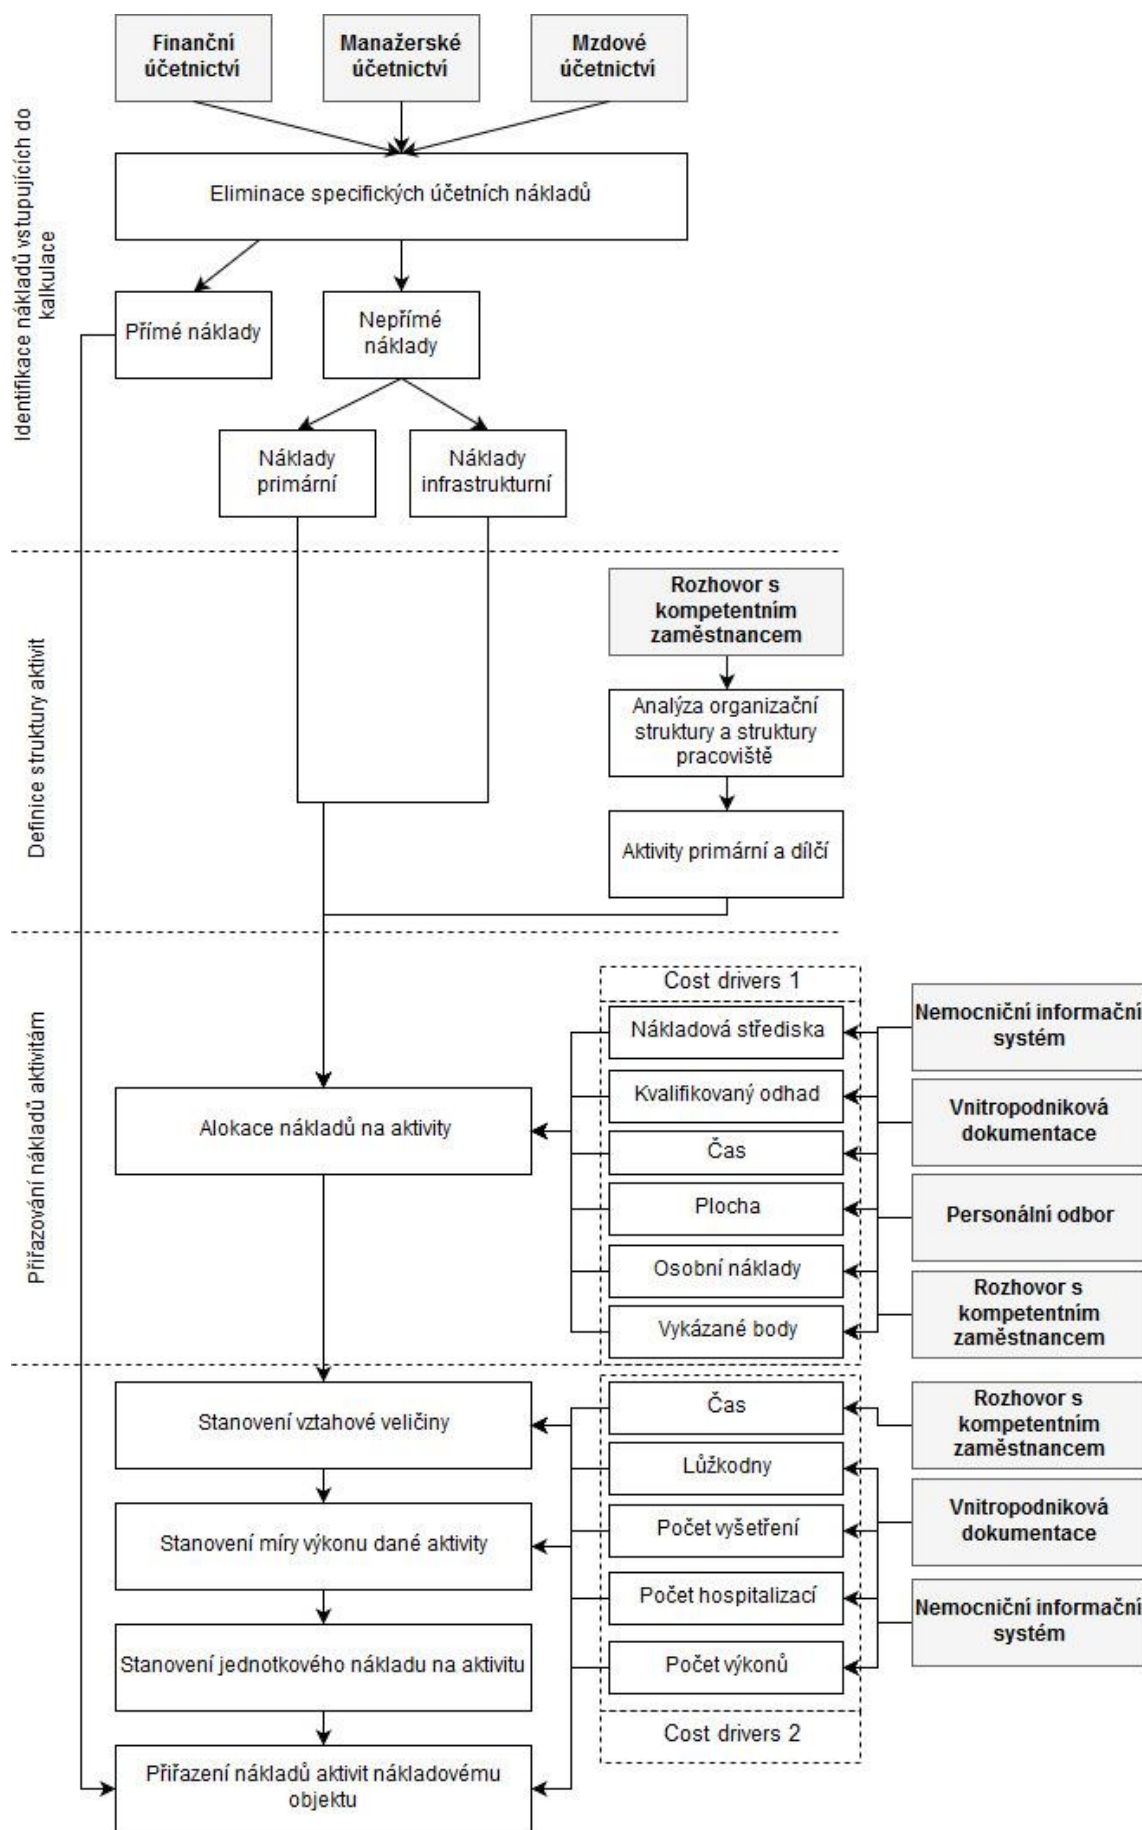 Finanční
účetnictví
Manažerské
účetnictví
Mzdové
účetnictví
Identifikace nákladů vstupujících do
kalkulace
Eliminace specifických účetních nákladů
Přímé náklady
Nepřímé
náklady
Náklady
primární
Náklady
infrastrukturní
Definice struktury aktivit
Rozhovor s
kompetentním
zaměstnancem
Analýza organizační
struktury a struktury
pracoviště
Aktivity primární a dílčí
Přiřazování nákladů aktivitám
Cost drivers 1
Nákladová střediska
Kvalifikovaný odhad
Čas
Plocha
Osobní náklady
Vykázané body
Nemocniční informační
systém
Vnitropodniková
dokumentace
Personální odbor
Rozhovor s
kompetentním
zaměstnancem
Alokace nákladů na aktivity
Stanovení vztahové veličiny
Stanovení míry výkonu dané aktivity
Stanovení jednotkového nákladu na aktivitu
Přiřazení nákladů aktivit nákladovému
objektu
Čas
Lůžkodny
Počet vyšetření
Počet hospitalizací
Počet výkonů
Cost drivers 2
Rozhovor s
kompetentním
zaměstnancem
Vnitropodniková
dokumentace
Nemocniční informační
systém